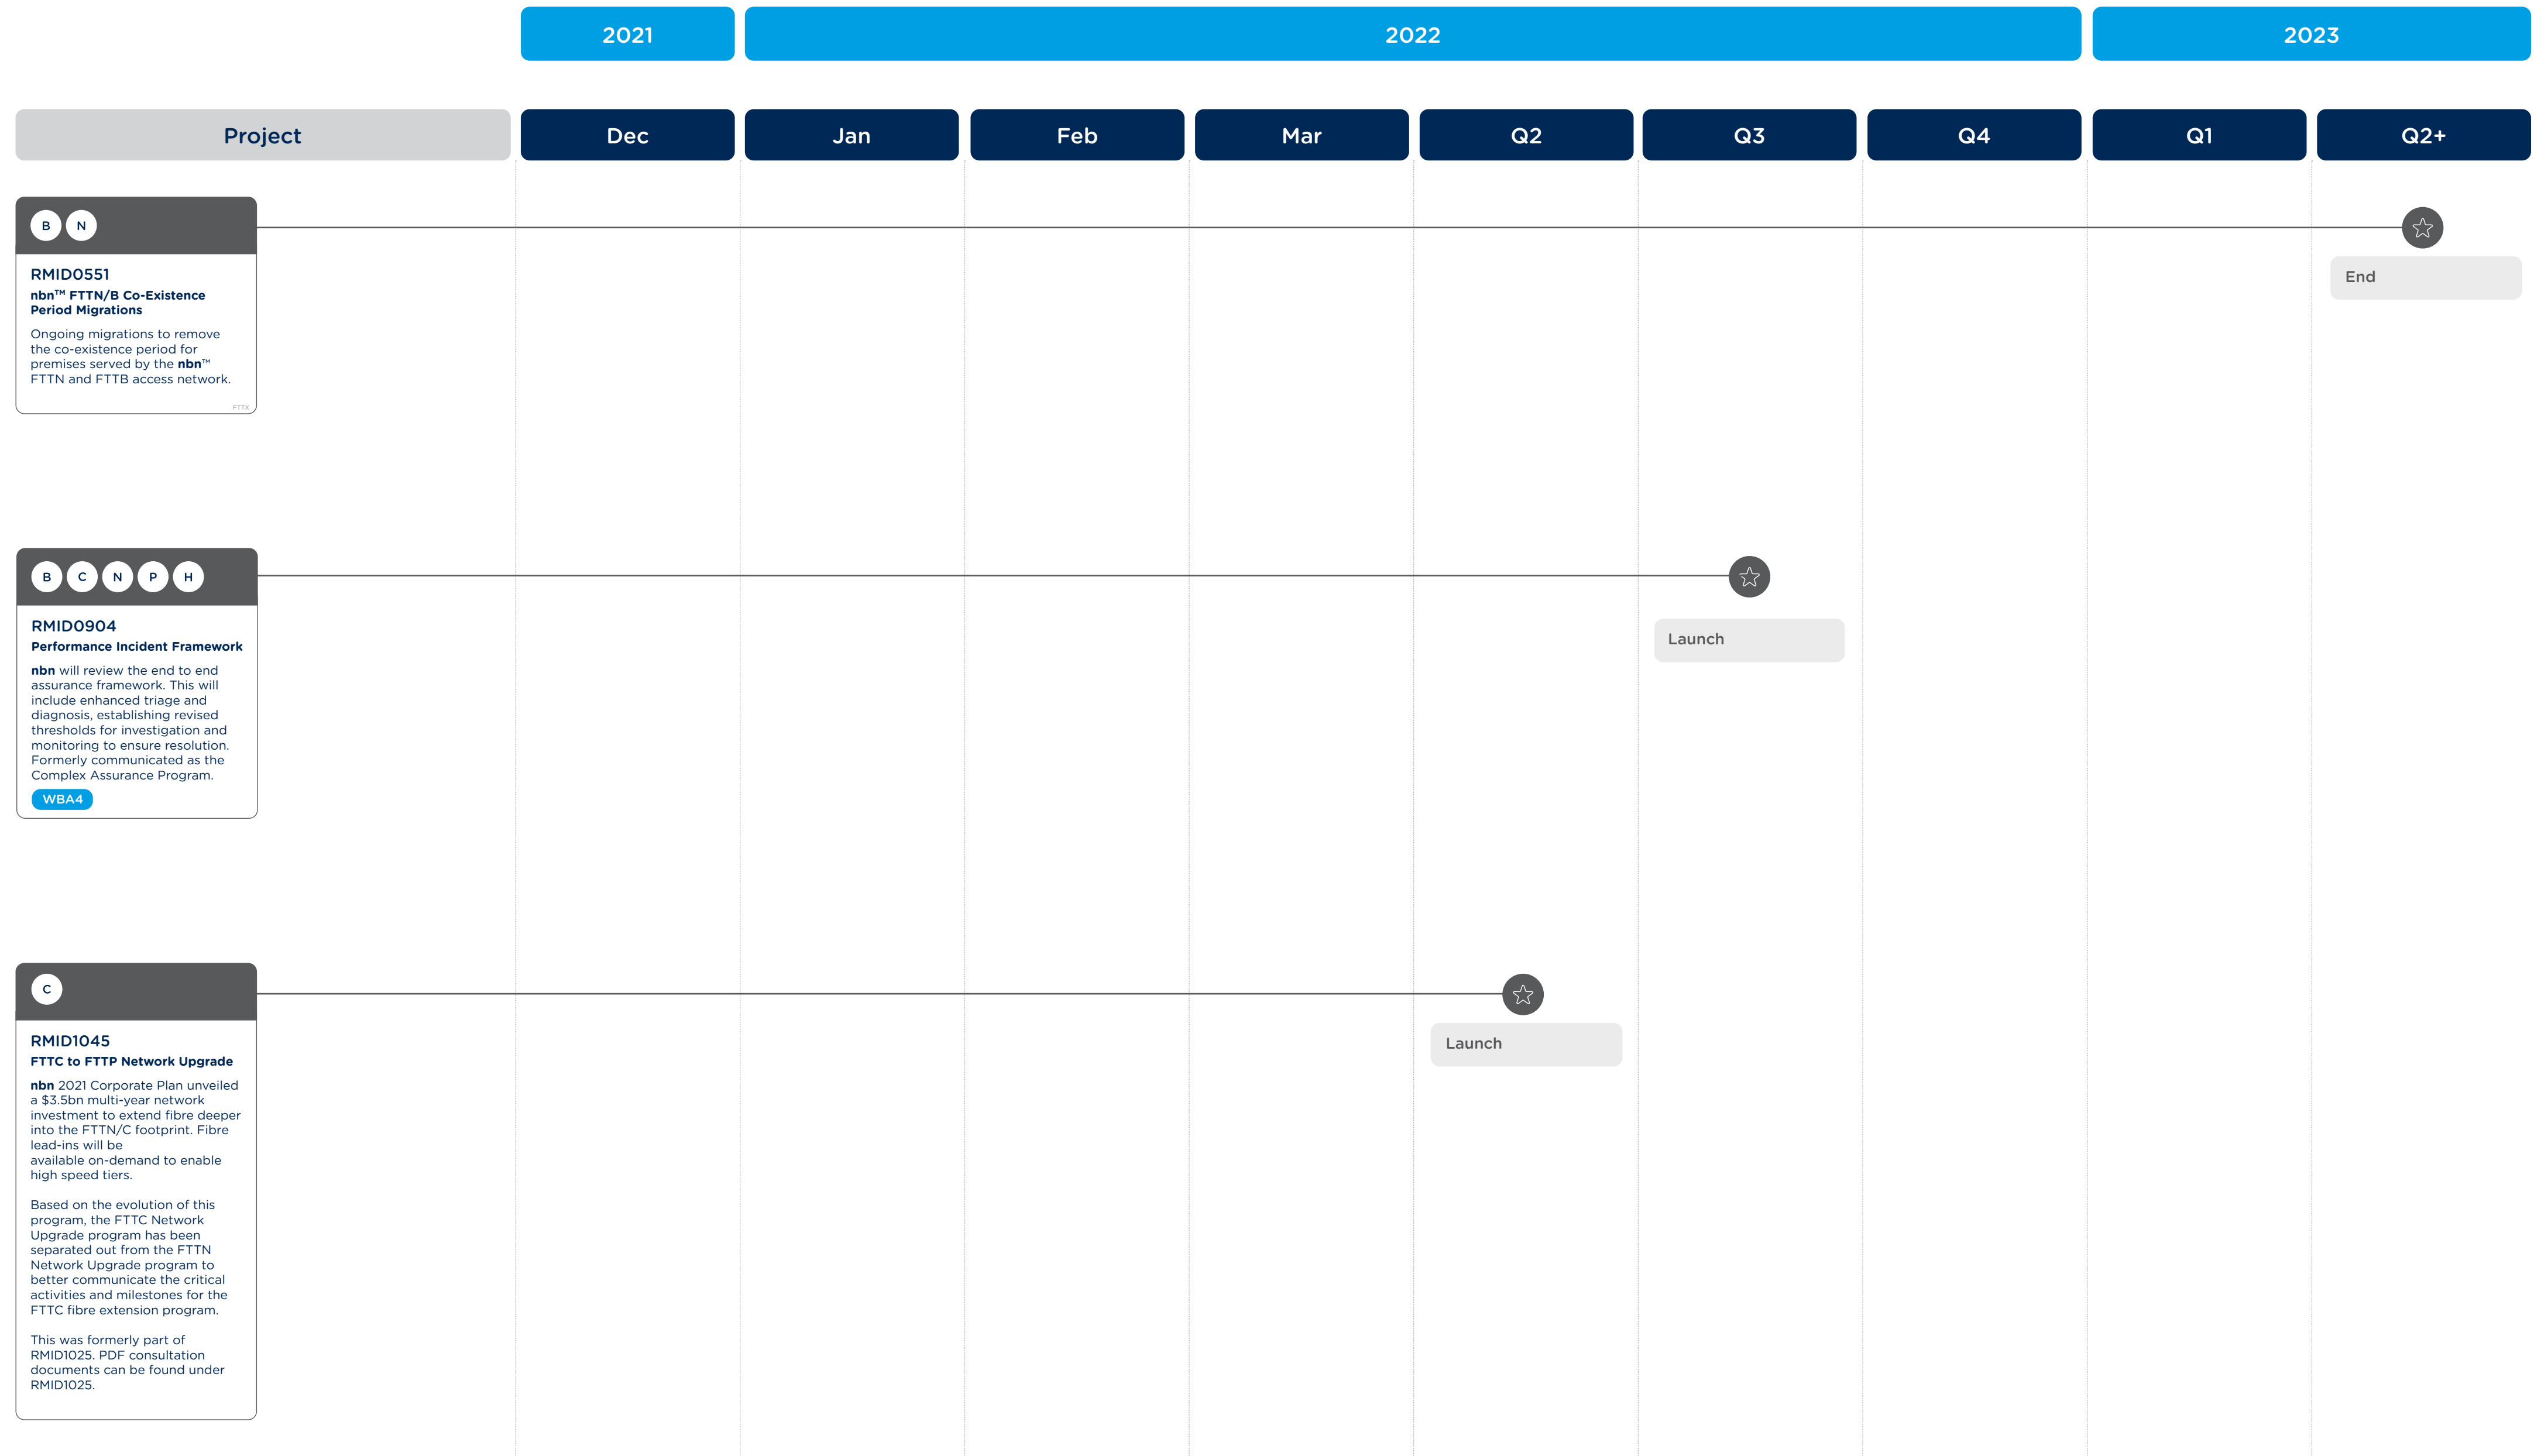 2021
2022
2023
Project
Dec
Jan
Feb
Mar
Q2
Q3
Q4
Q1
Q2+
B
N
RMID0551
nbn™ FTTN/B Co-Existence
Period Migrations
Ongoing migrations to remove
the co-existence period for
premises served by the nbn™
FTTN and FTTB access network.
FTTX
End
B
C
N
P
H
RMID0904
Performance Incident Framework
nbn will review the end to end
assurance framework. This will
include enhanced triage and
diagnosis, establishing revised
thresholds for investigation and
monitoring to ensure resolution.
Formerly communicated as the
Complex Assurance Program.
WBA4
Launch
C
RMID1045
FTTC to FTTP Network Upgrade
nbn 2021 Corporate Plan unveiled
a $3.5bn multi-year network
investment to extend fibre deeper
into the FTTN/C footprint. Fibre
lead-ins will be
available on-demand to enable
high speed tiers.
Based on the evolution of this
program, the FTTC Network
Upgrade program has been
separated out from the FTTN
Network Upgrade program to
better communicate the critical
activities and milestones for the
FTTC fibre extension program.
This was formerly part of
RMID1025. PDF consultation
documents can be found under
RMID1025.
Launch